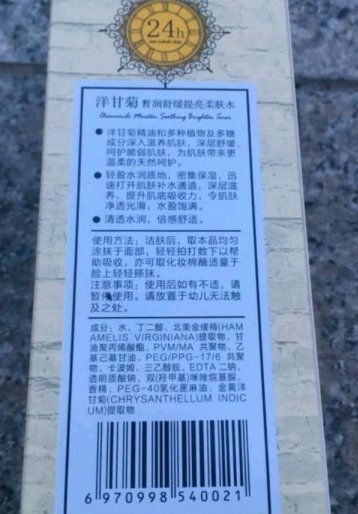 24h
洋甘菊 皙润舒缓提亮柔肤水
Chamomile Moisten Soothing Brighten Toner
● 洋甘菊精油和多种植物及多糖
成分深入滋养肌肤，深层舒缓、
呵护脆弱肌肤，为肌肤带来更
温柔的天然呵护。
● 轻盈水润质地，密集保湿，迅
速打开肌肤补水通道，深层滋
养，提升肌底吸收力，令肌肤
净透光滑，水盈饱满。
● 清透水润，倍感舒适。
使用方法：洁肤后，取本品均匀
涂抹于面部，轻轻拍打数下以帮
助吸收，亦可取化妆棉适量于
脸上轻轻搽抹。
注意事项：使用后如有不适，请
暂停使用。请放置于幼儿无法触
及之处。
成分：水、丁二醇、北美金缕梅(HAM
AMELIS VIRGINIANA)提取物、甘
油聚丙烯酸酯、PVM/MA 共聚物、乙
基己基甘油、PEG/PPG-17/6 共聚
物、卡波姆、三乙醇胺、EDTA 二钠、
透明质酸钠、双(羟甲基)咪唑烷基脲、
香精、PEG-40氢化蓖麻油、金黄洋
甘菊(CHRYSANTHELLUM INDIC
UM)提取物
6 970998 540021